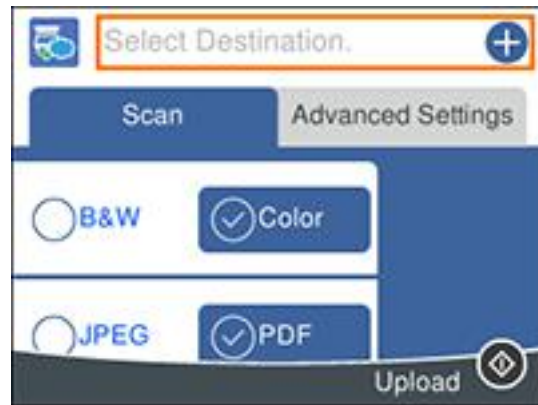 Select Destination.
Scan Advanced Settings
B&W Color
JPEG PDF
Upload